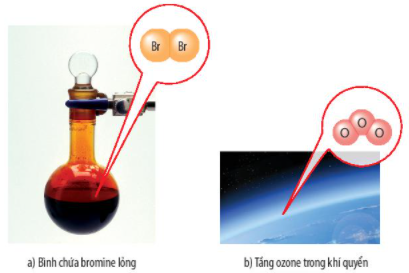 Br Br
O O O
a) Bình chứa bromine lỏng
b) Tầng ozone trong khí quyển